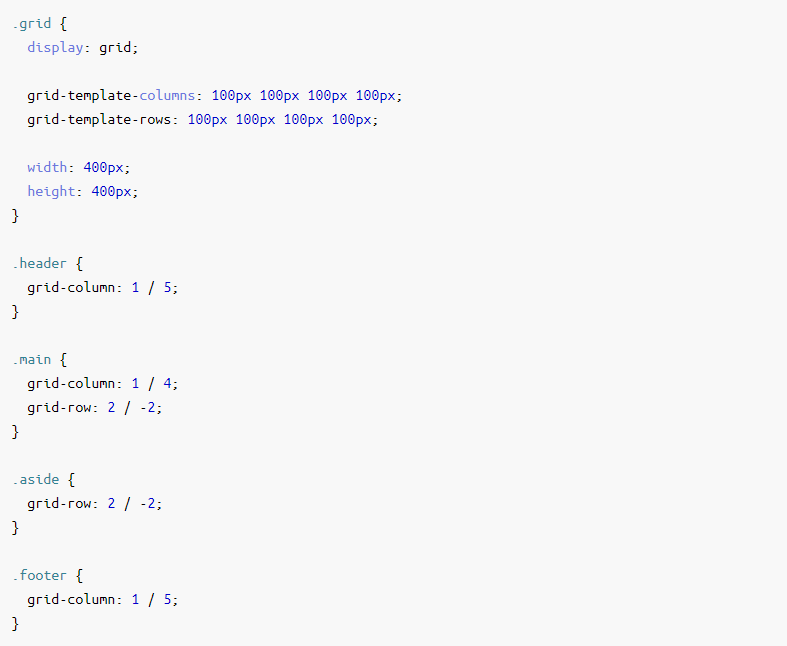 .grid {
  display: grid;

  grid-template-columns: 100px 100px 100px 100px;
  grid-template-rows: 100px 100px 100px 100px;

  width: 400px;
  height: 400px;
}

.header {
  grid-column: 1 / 5;
}

.main {
  grid-column: 1 / 4;
  grid-row: 2 / -2;
}

.aside {
  grid-row: 2 / -2;
}

.footer {
  grid-column: 1 / 5;
}